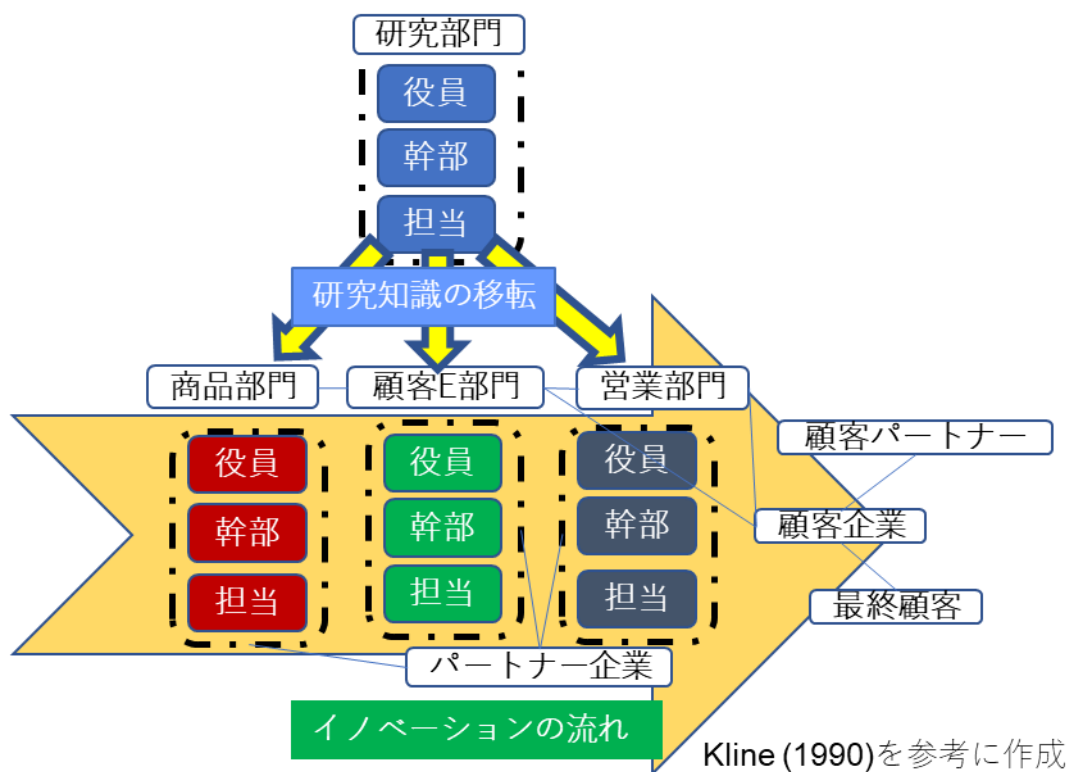 研究部門
役員
幹部
担当
研究知識の移転
商品部門
顧客E部門
営業部門
役員
幹部
担当
役員
幹部
担当
役員
幹部
担当
顧客パートナー
顧客企業
最終顧客
パートナー企業
イノベーションの流れ
Kline (1990)を参考に作成